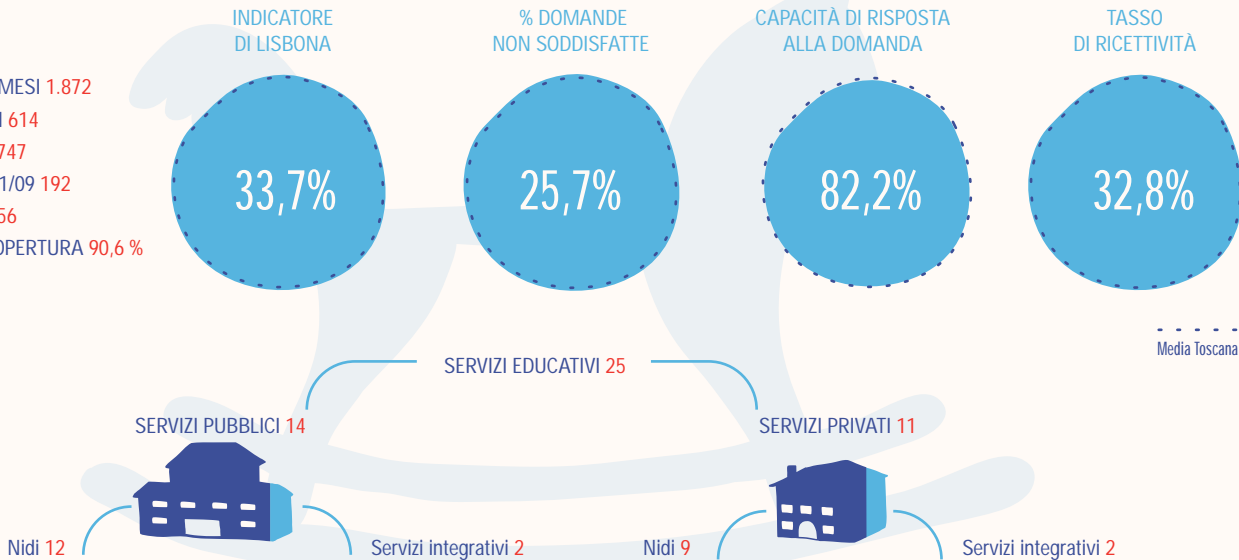 INDICATORE
DI LISBONA
% DOMANDE
NON SODDISFATTE
CAPACITÀ DI RISPOSTA
ALLA DOMANDA
TASSO
DI RICETTIVITÀ
MESI 1.872
614
747
1/09 192
56
OPERTURA 90,6 %
33,7%
25,7%
82,2%
32,8%
Media Toscana
SERVIZI EDUCATIVI 25
SERVIZI PUBBLICI 14
SERVIZI PRIVATI 11
Nidi 12
Servizi integrativi 2
Nidi 9
Servizi integrativi 2